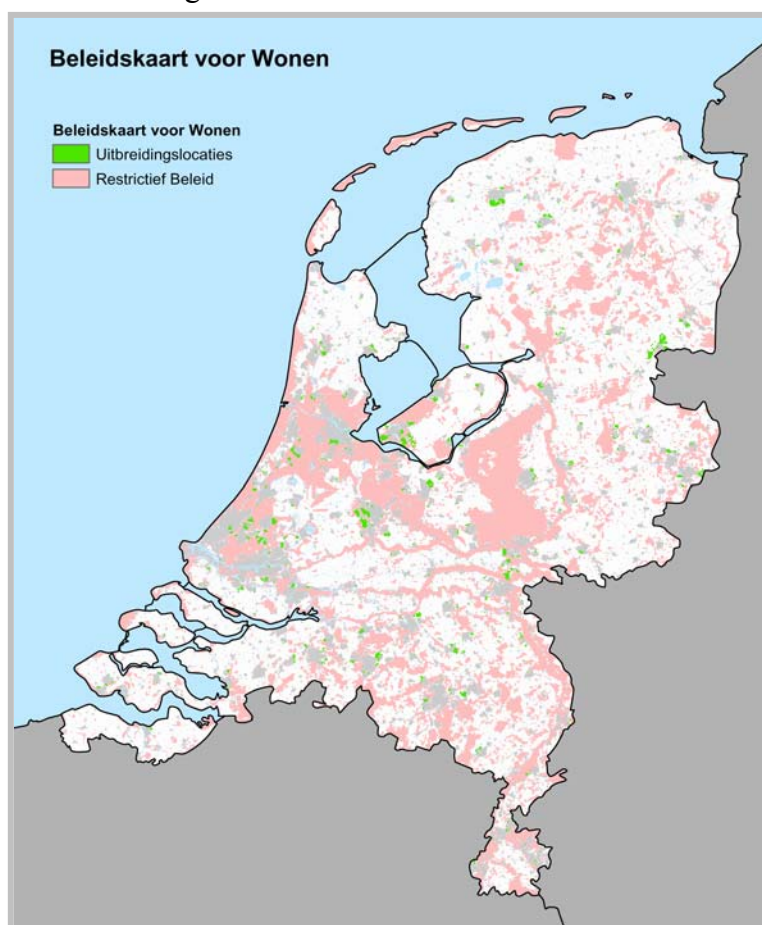 Beleidskaart voor Wonen
Beleidskaart voor Wonen
Uitbreidingslocaties
Restrictief Beleid